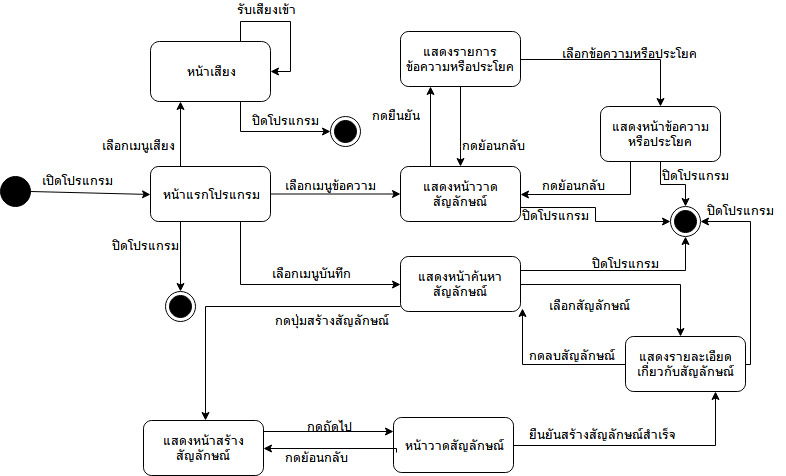 รับเสียงเข้า
หน้าเสียง
แสดงรายการ
ข้อความหรือประโยค
เลือกข้อความหรือประโยค
กดยืนยัน
ปิดโปรแกรม
แสดงหน้าข้อความ
หรือประโยค
เลือกเมนูเสียง
กดย้อนกลับ
เปิดโปรแกรม
หน้าแรกโปรแกรม
เลือกเมนูข้อความ
แสดงหน้าวาด
สัญลักษณ์
กดย้อนกลับ
ปิดโปรแกรม
ปิดโปรแกรม
ปิดโปรแกรม
ปิดโปรแกรม
เลือกเมนูบันทึก
แสดงหน้าค้นหา
สัญลักษณ์
ปิดโปรแกรม
เลือกสัญลักษณ์
กดปุ่มสร้างสัญลักษณ์
กดลบสัญลักษณ์
แสดงรายละเอียด
เกี่ยวกับสัญลักษณ์
แสดงหน้าสร้าง
สัญลักษณ์
กดถัดไป
กดย้อนกลับ
หน้าวาดสัญลักษณ์
ยืนยันสร้างสัญลักษณ์สำเร็จ